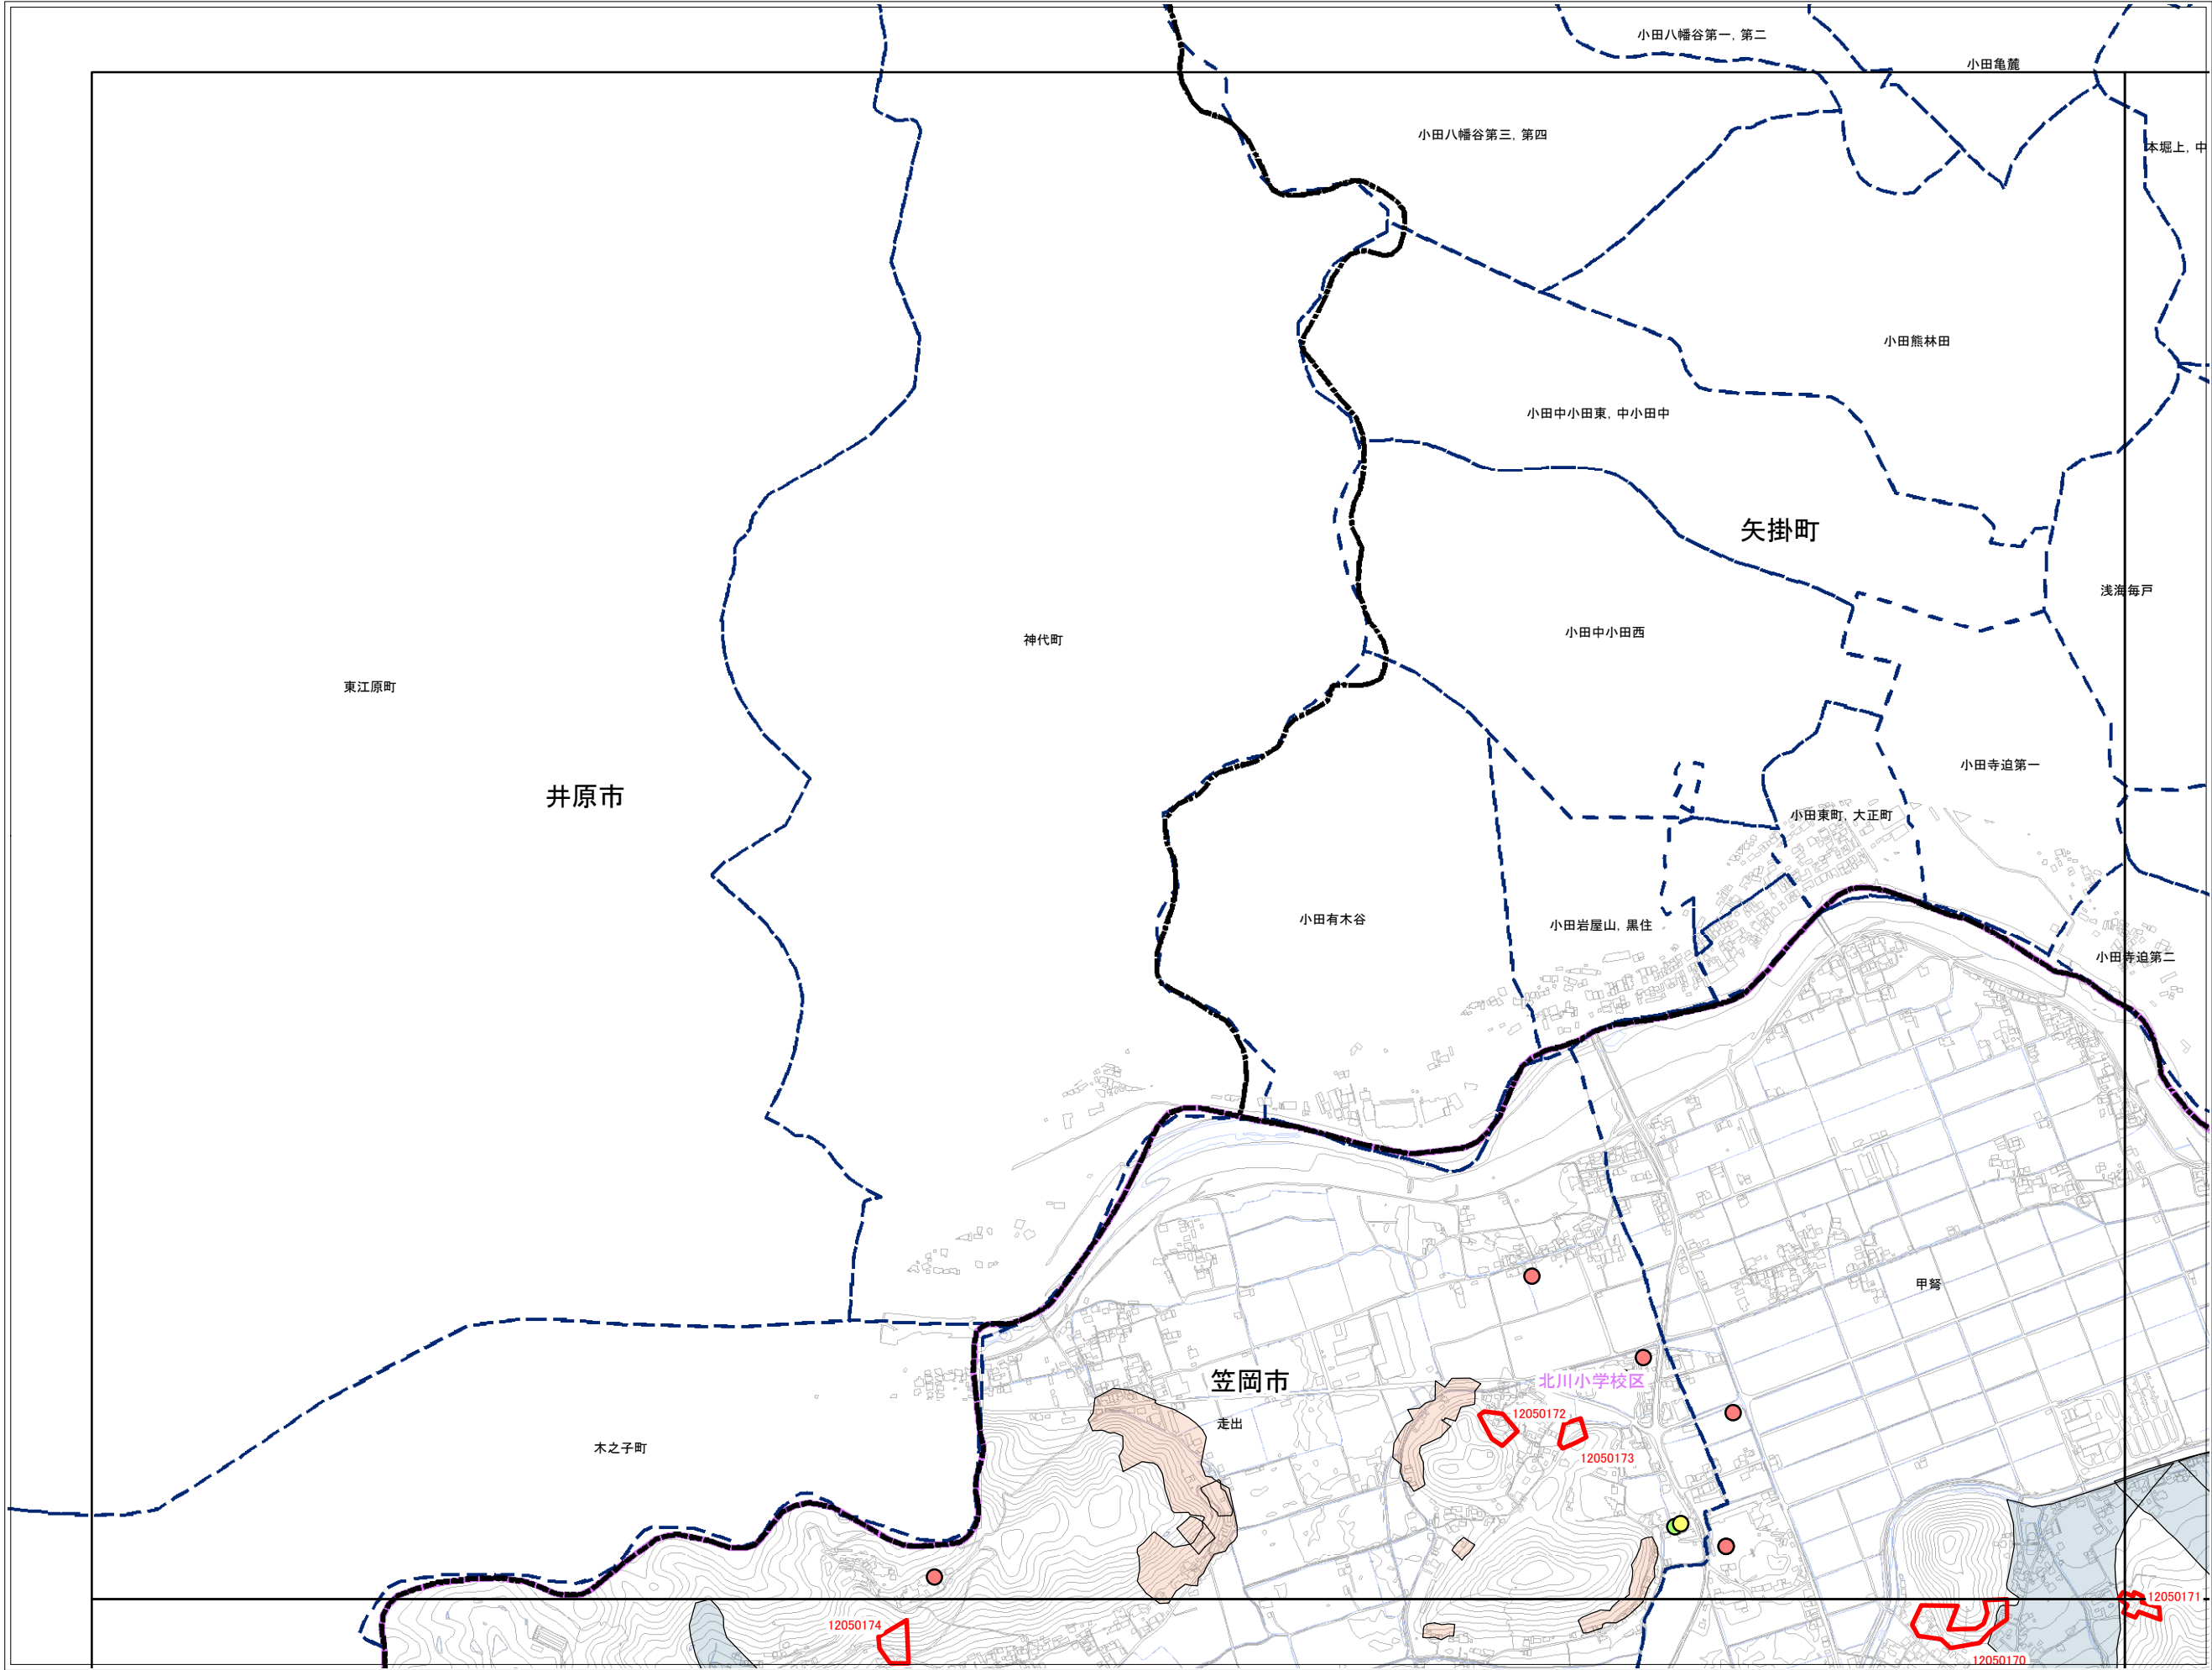 小田八幡谷第一, 第二
小田亀麓
小田八幡谷第三, 第四
本堀上, 中
小田熊林田
小田中小田東, 中小田中
矢掛町
浅海毎戸
小田中小田西
神代町
東江原町
小田寺迫第一
井原市
小田東町, 大正町
小田有木谷
小田岩屋山, 黒住
小田寺迫第二
甲弩
笠岡市
北川小学校区
12050172
走出
木之子町
12050173
12050171
12050174
12050170